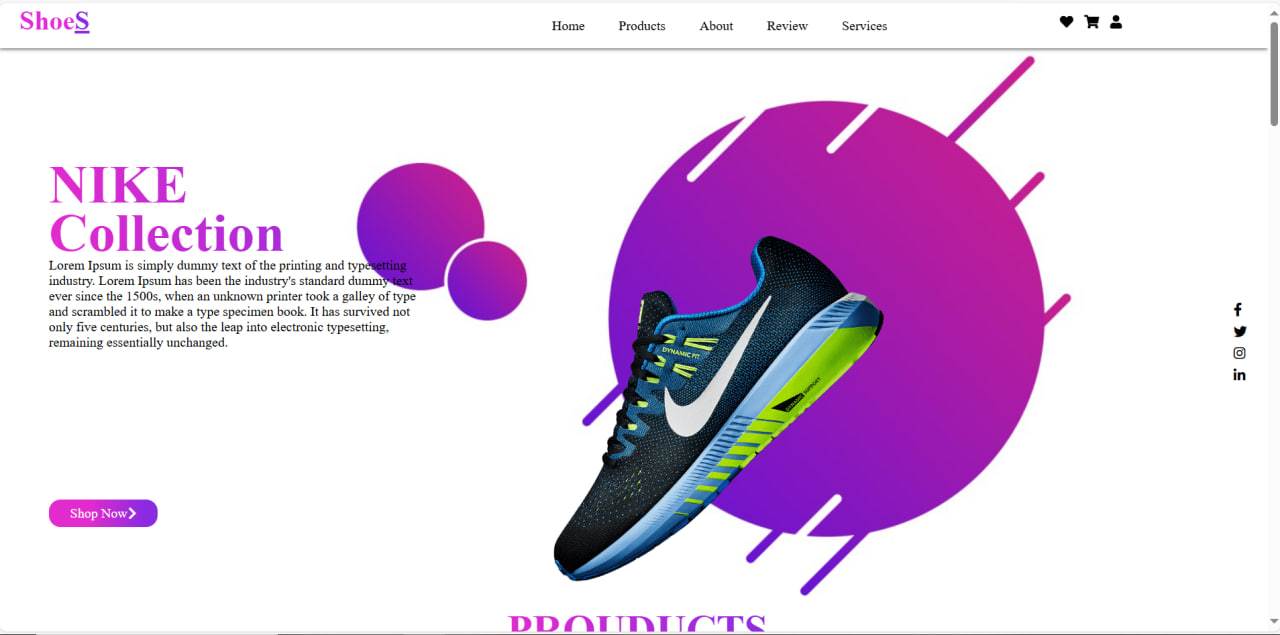 ShoeS
Home Products About Review Services
NIKE
Collection
Lorem Ipsum is simply dummy text of the printing and typesetting
industry. Lorem Ipsum has been the industry's standard dummy text
ever since the 1500s, when an unknown printer took a galley of type
and scrambled it to make a type specimen book. It has survived not
only five centuries, but also the leap into electronic typesetting,
remaining essentially unchanged.
DYNAMIC FIT
DYNAMIC SUPPORT
Shop Now
PROUDUCTS